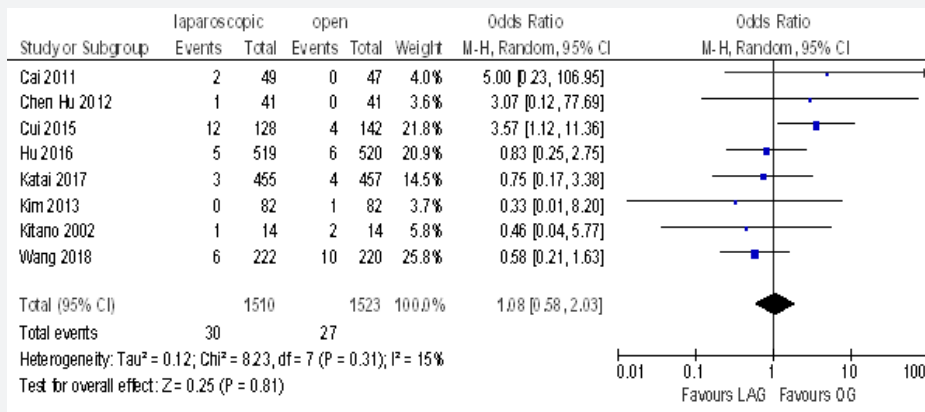 laparoscopic open Odds Ratio Odds Ratio
Study or Subgroup Events Total Events Total Weight M-H, Random, 95% CI M-H, Random, 95% CI
Cai 2011 2 49 0 47 4.0% 5.00 [0.23, 106.95]
Chen Hu 2012 1 41 0 41 3.6% 3.07 [0.12, 77.69]
Cui 2015 12 128 4 142 21.8% 3.57 [1.12, 11.36]
Hu 2016 5 519 6 520 20.9% 0.83 [0.25, 2.75]
Katai 2017 3 455 4 457 14.5% 0.75 [0.17, 3.38]
Kim 2013 0 82 1 82 3.7% 0.33 [0.01, 8.20]
Kitano 2002 1 14 2 14 5.8% 0.46 [0.04, 5.77]
Wang 2018 6 222 10 220 25.8% 0.58 [0.21, 1.63]
Total (95% CI) 1510 1523 100.0% 1.08 [0.58, 2.03]
Total events 30 27
Heterogeneity: Tau² = 0.12; Chi² = 8.23, df = 7 (P = 0.31); I² = 15%
Test for overall effect: Z = 0.25 (P = 0.81)
0.01 0.1 1 10 100
Favours LAG Favours OG